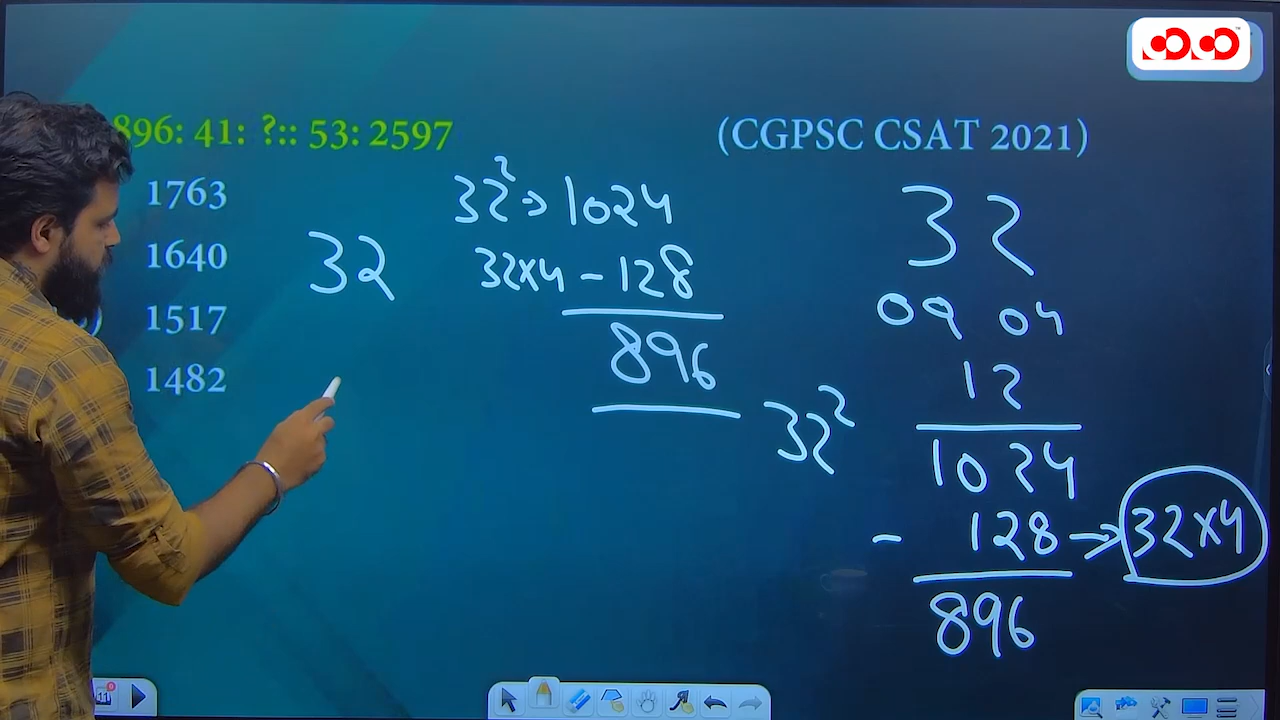 896: 41: ?:: 53: 2597
(CGPSC CSAT 2021)
1763
1640
1517
1482
32
32² ⇒ 1024
32×4 - 128
896
32
09 04
12
32²
1024
- 128 → 32×4
896